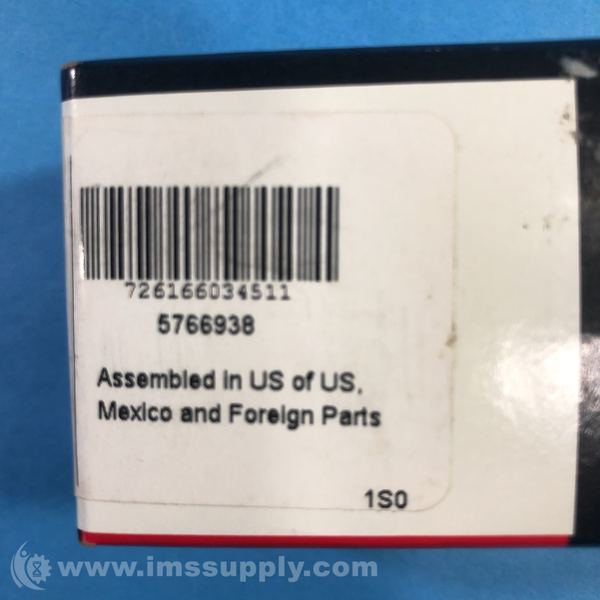 726166034511
5766938
Assembled in US of US,
Mexico and Foreign Parts
1S0
www.imssupply.com